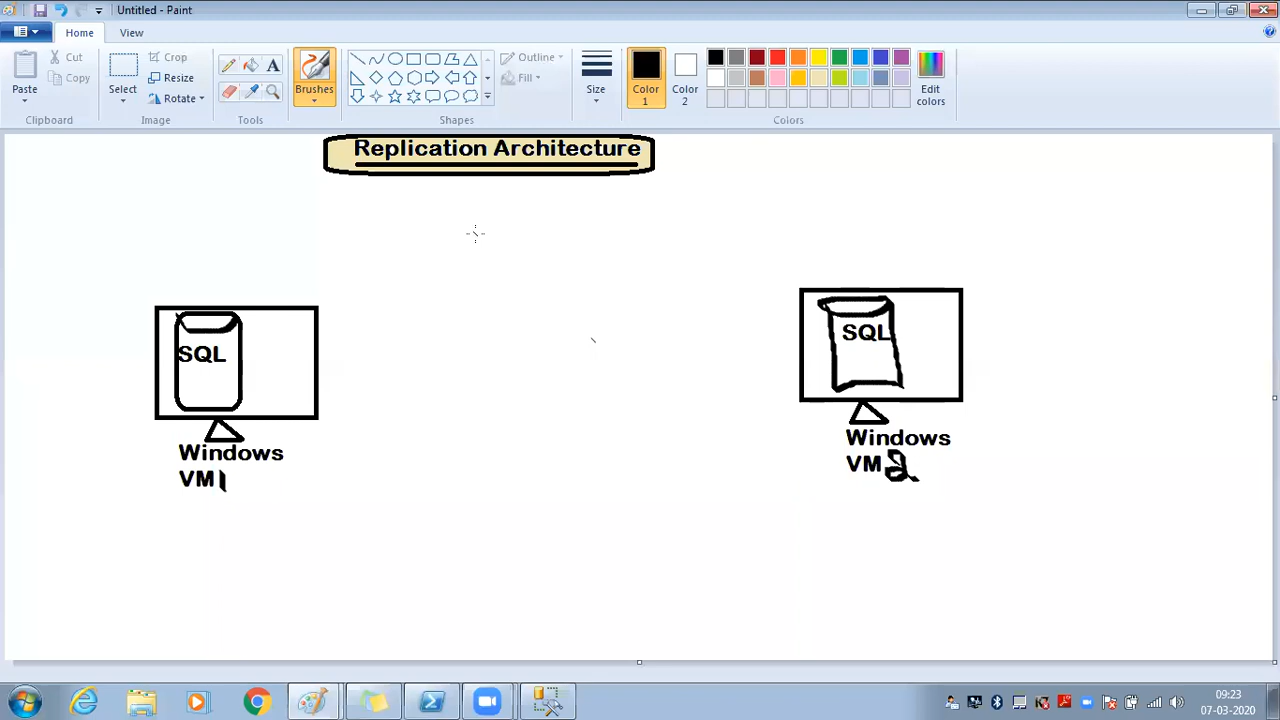 Untitled - Paint
Home View
Paste
Cut
Copy
Clipboard
Select
Crop
Resize
Rotate
Image
Tools
Brushes
Shapes
Outline
Fill
Size
Color 1
Color 2
Edit colors
Colors
Replication Architecture
SQL
Windows
VM1
SQL
Windows
VM2
09:23
07-03-2020